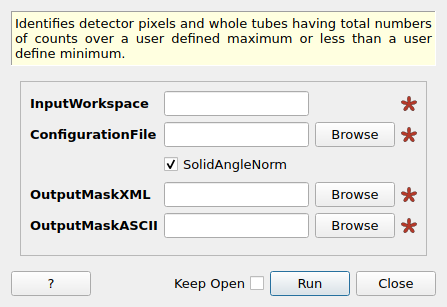 Identifies detector pixels and whole tubes having total numbers
of counts over a user defined maximum or less than a user
define minimum.
InputWorkspace
ConfigurationFile Browse
SolidAngleNorm
OutputMaskXML Browse
OutputMaskASCII Browse
? Keep Open Run Close